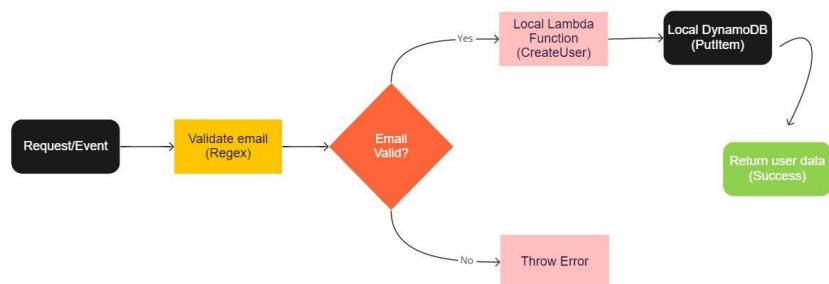 Request/Event
Validate email
(Regex)
Email
Valid?
Yes
Local Lambda
Function
(CreateUser)
Local DynamoDB
(PutItem)
Return user data
(Success)
No
Throw Error